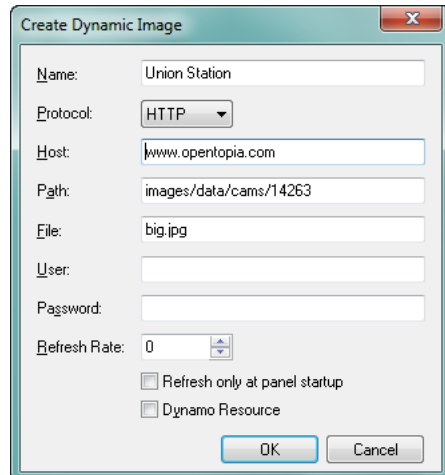 Create Dynamic Image
Name: Union Station
Protocol: HTTP
Host: www.opentopia.com
Path: images/data/cams/14263
File: big.jpg
User:
Password:
Refresh Rate: 0
Refresh only at panel startup
Dynamo Resource
OK Cancel